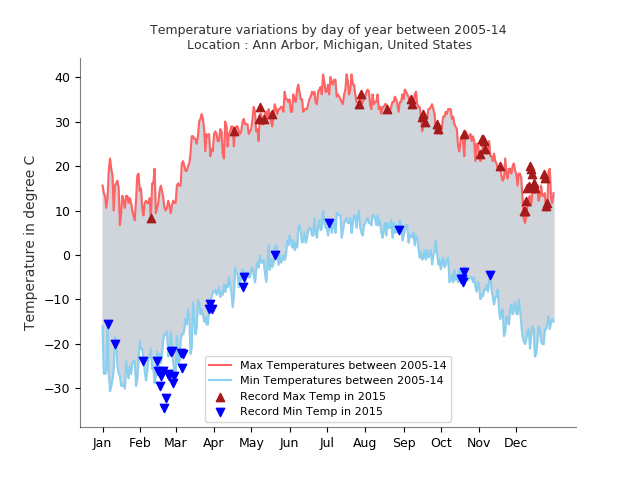 Temperature variations by day of year between 2005-14
Location : Ann Arbor, Michigan, United States
Temperature in degree C
40
30
20
10
0
−10
−20
−30
Max Temperatures between 2005-14
Min Temperatures between 2005-14
Record Max Temp in 2015
Record Min Temp in 2015
Jan Feb Mar Apr May Jun Jul Aug Sep Oct Nov Dec